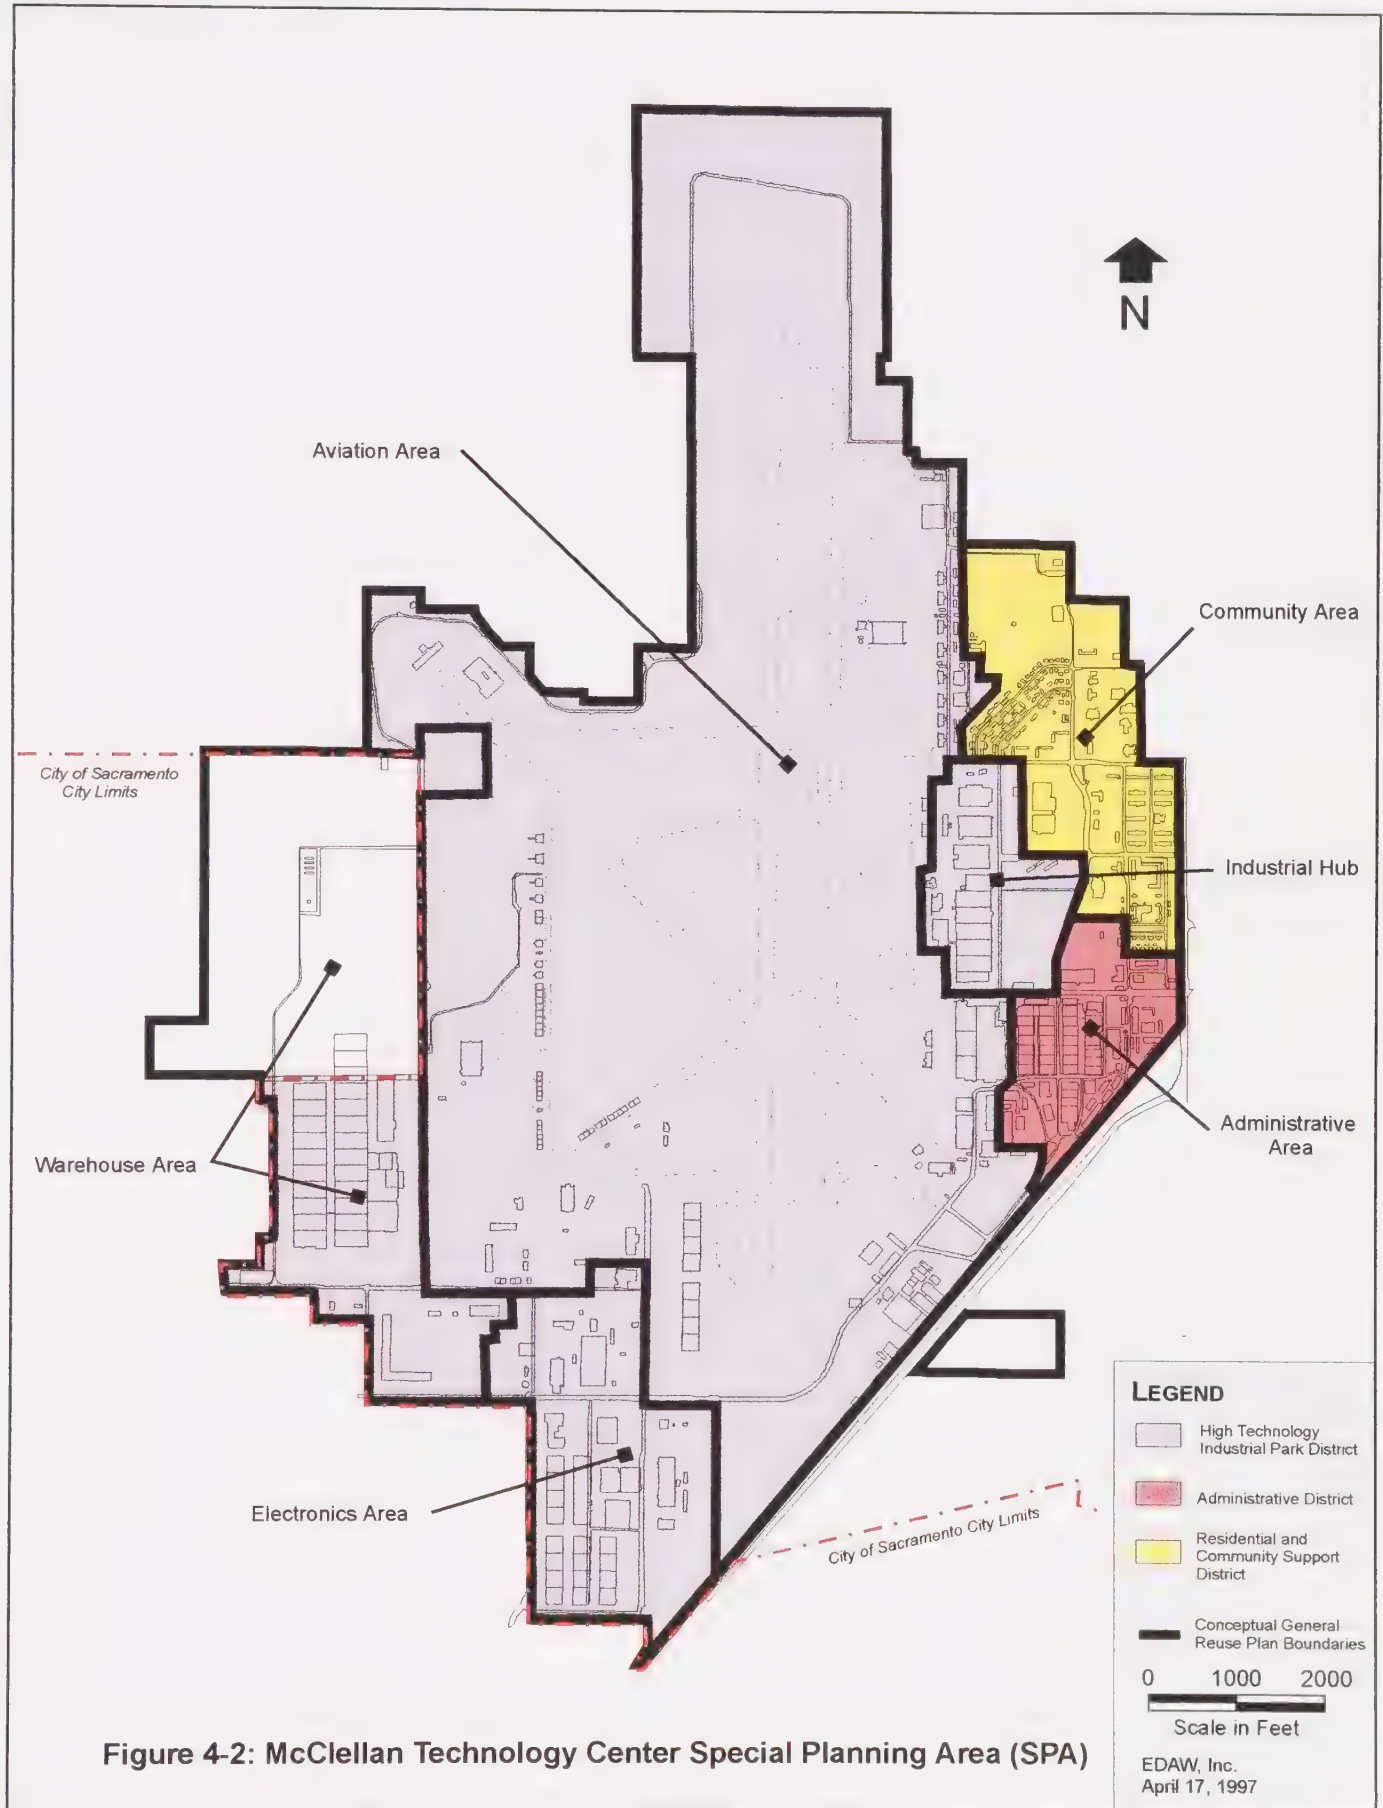 N
Aviation Area
Community Area
City of Sacramento
City Limits
Industrial Hub
Administrative
Area
Warehouse Area
Electronics Area
City of Sacramento City Limits
LEGEND
High Technology
Industrial Park District
Administrative District
Residential and
Community Support
District
Conceptual General
Reuse Plan Boundaries
0 1000 2000
Scale in Feet
EDAW, Inc.
April 17, 1997
Figure 4-2: McClellan Technology Center Special Planning Area (SPA)